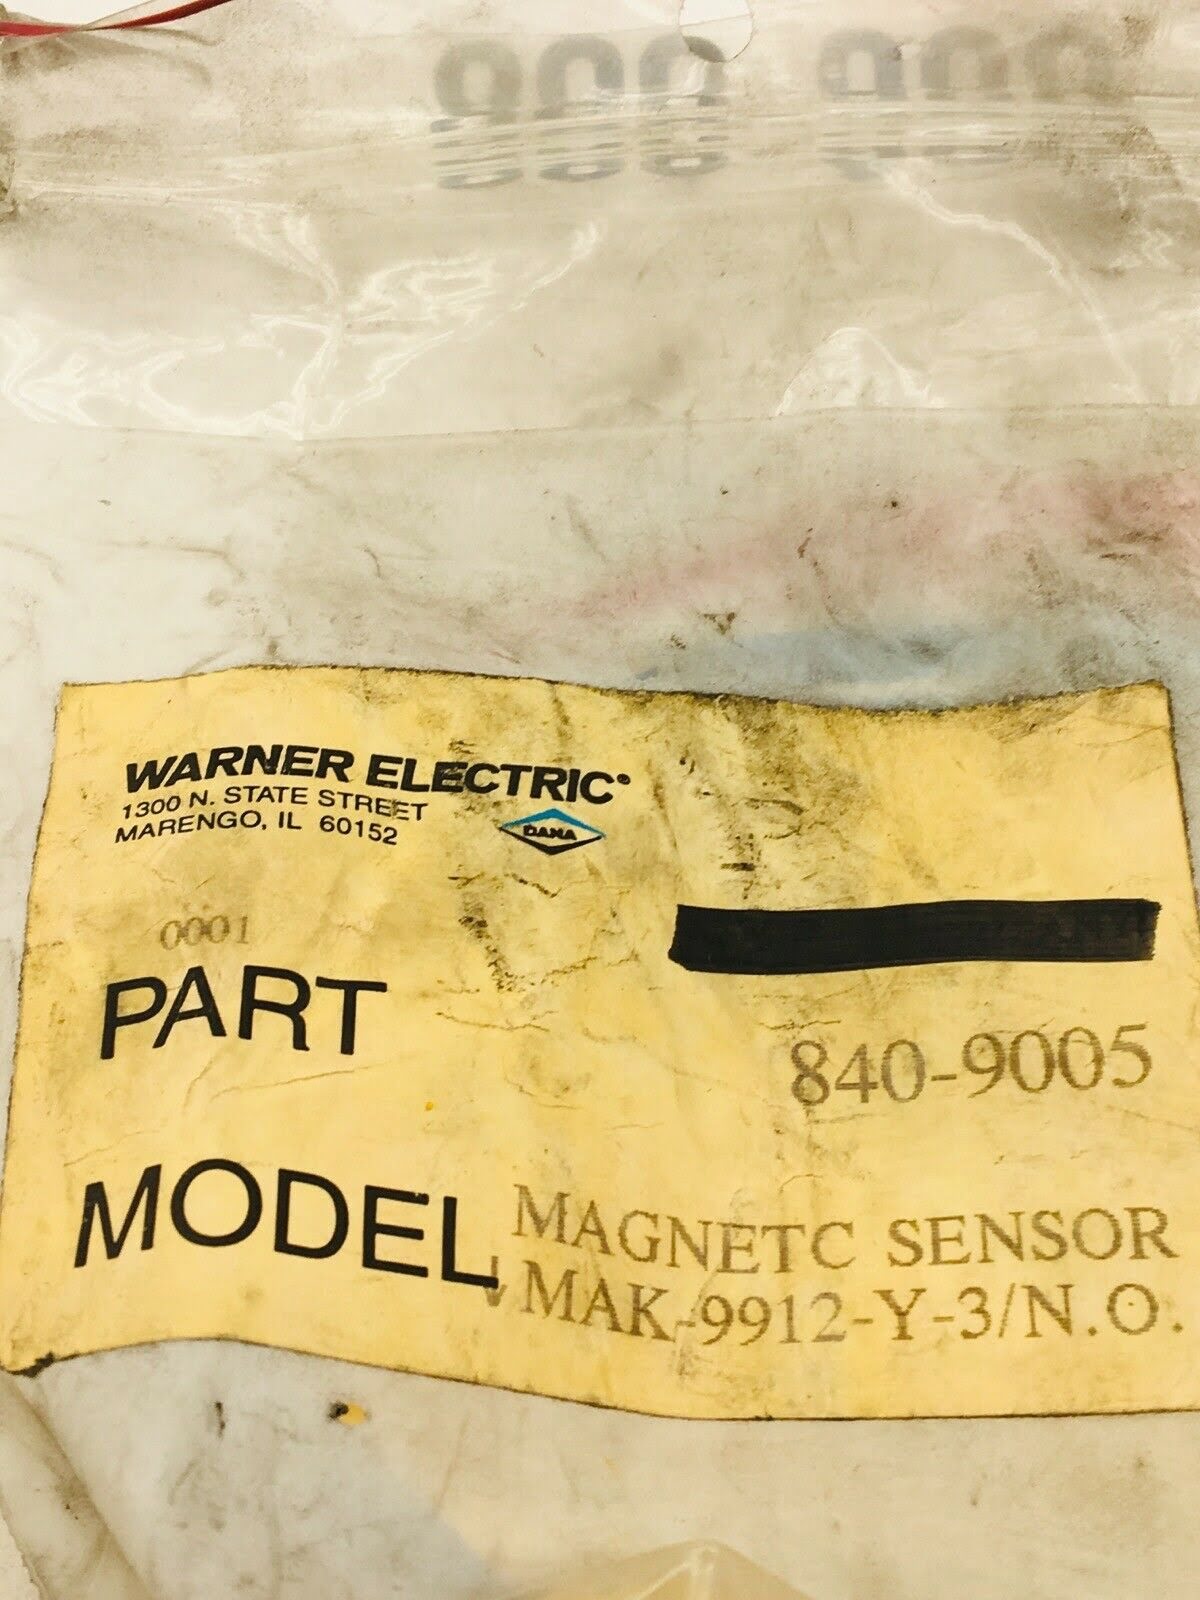 WARNER ELECTRIC®
1300 N. STATE STREET
MARENGO, IL 60152
DANA
0001
PART
840-9005
MODEL
MAGNETC SENSOR
MAK-9912-Y-3/N.O.